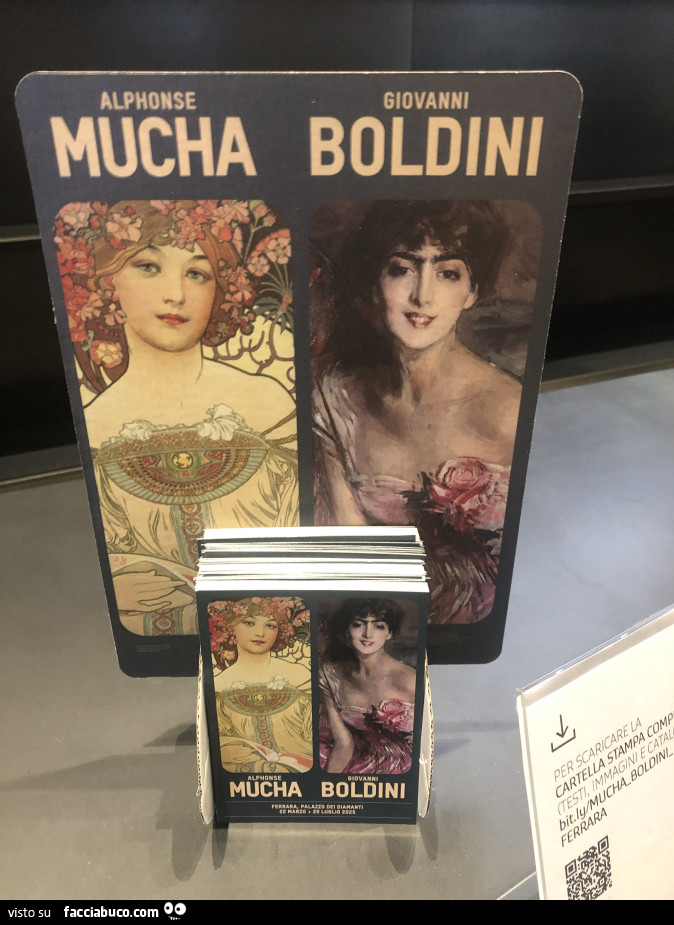 ALPHONSE
MUCHA
GIOVANNI
BOLDINI
ALPHONSE
MUCHA
GIOVANNI
BOLDINI
FERRARA, PALAZZO DEI DIAMANTI
22 MARZO > 20 LUGLIO 2025
PER SCARICARE LA
CARTELLA STAMPA COMP
(TESTI, IMMAGINI E CATAL
bit.ly/MUCHA_BOLDINI_
FERRARA
visto su facciabuco.com